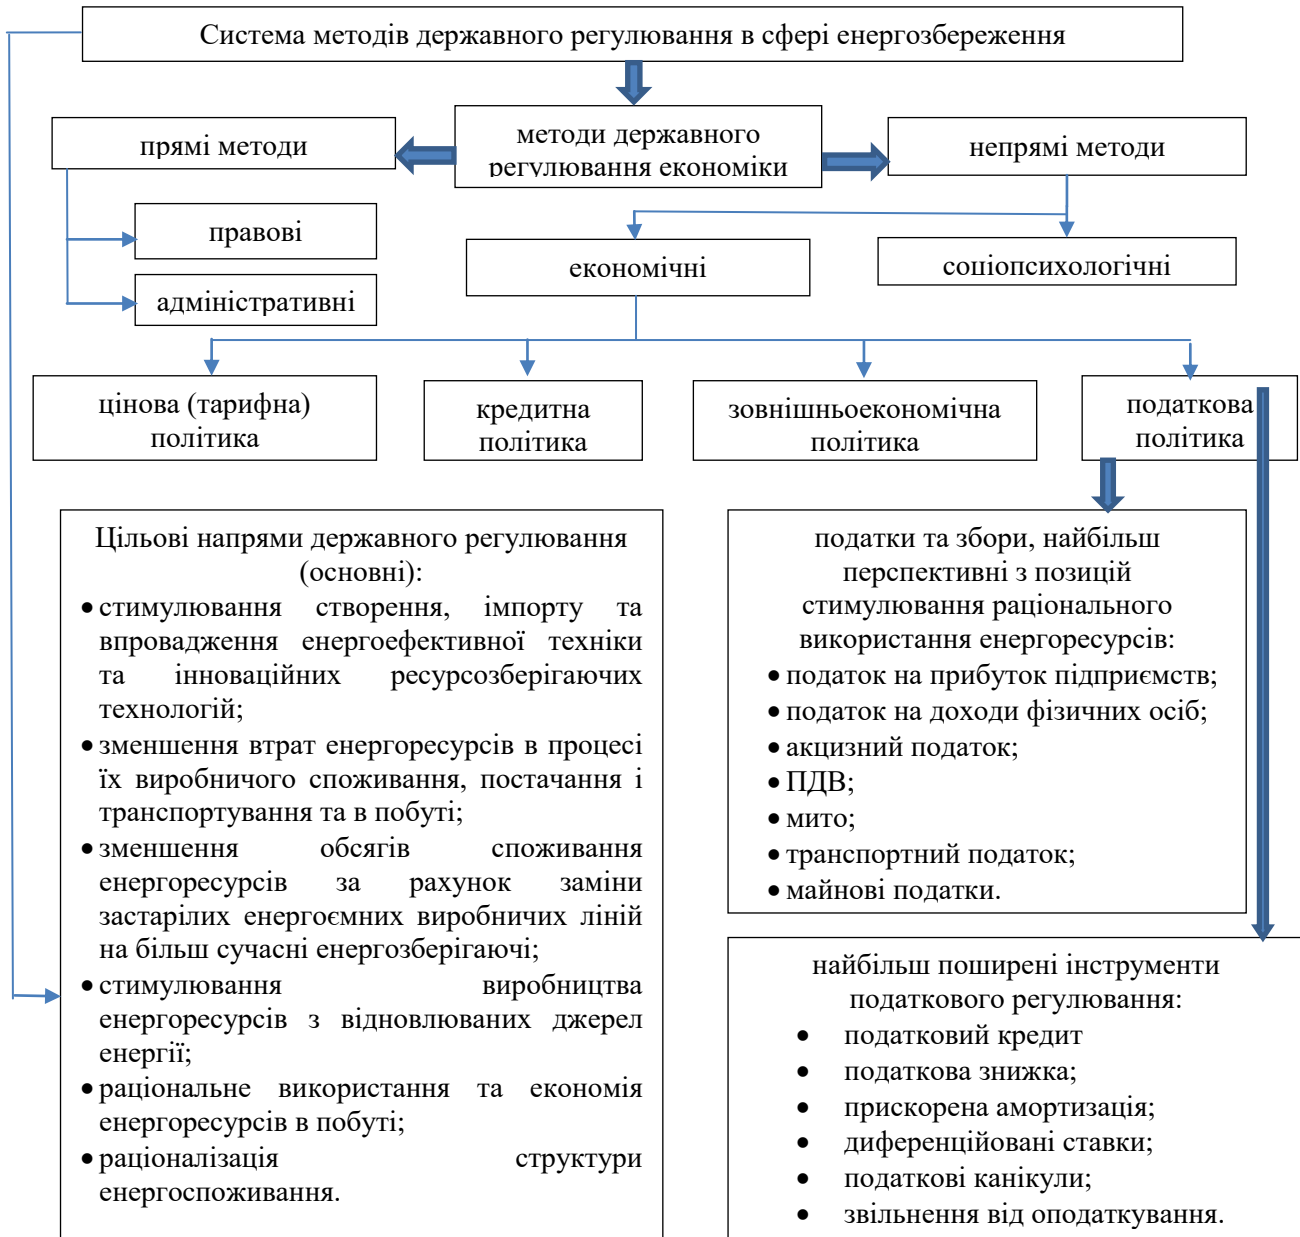 Система методів державного регулювання в сфері енергозбереження
методи державного
регулювання економіки
прямі методи
непрямі методи
правові
адміністративні
економічні
соціопсихологічні
цінова (тарифна)
політика
кредитна
політика
зовнішньоекономічна
політика
податкова
політика
Цільові напрями державного регулювання
(основні):
• стимулювання створення, імпорту та
впровадження енергоефективної техніки
та інноваційних ресурсозберігаючих
технологій;
• зменшення втрат енергоресурсів в процесі
їх виробничого споживання, постачання і
транспортування та в побуті;
• зменшення обсягів споживання
енергоресурсів за рахунок заміни
застарілих енергоємних виробничих ліній
на більш сучасні енергозберігаючі;
• стимулювання виробництва
енергоресурсів з відновлюваних джерел
енергії;
• раціональне використання та економія
енергоресурсів в побуті;
• раціоналізація структури
енергоспоживання.
податки та збори, найбільш
перспективні з позицій
стимулювання раціонального
використання енергоресурсів:
• податок на прибуток підприємств;
• податок на доходи фізичних осіб;
• акцизний податок;
• ПДВ;
• мито;
• транспортний податок;
• майнові податки.
найбільш поширені інструменти
податкового регулювання:
• податковий кредит
• податкова знижка;
• прискорена амортизація;
• диференційовані ставки;
• податкові канікули;
• звільнення від оподаткування.